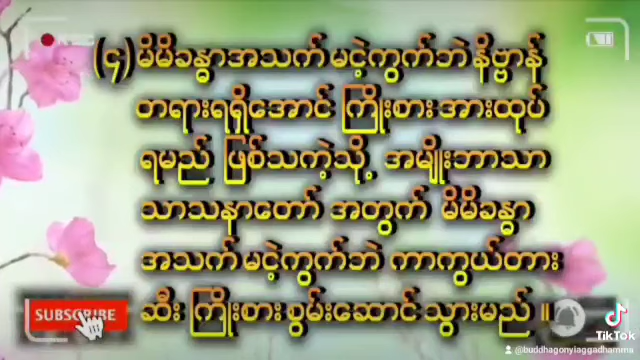 (၄) မိမိခန္ဓာအသက် မငဲ့ကွက်ဘဲ နိဗ္ဗာန်
တရားရရှိအောင် ကြိုးစား အားထုပ်
ရမည် ဖြစ်သကဲ့သို့ အမျိုးဘာသာ
သာသနာတော် အတွက် မိမိခန္ဓာ
အသက် မငဲ့ကွက်ဘဲ ကာကွယ်တား
ဆီး ကြိုးစား စွမ်းဆောင် သွားမည် ။
SUBSCRIBE
TikTok
@buddhagonyiaggadhamma